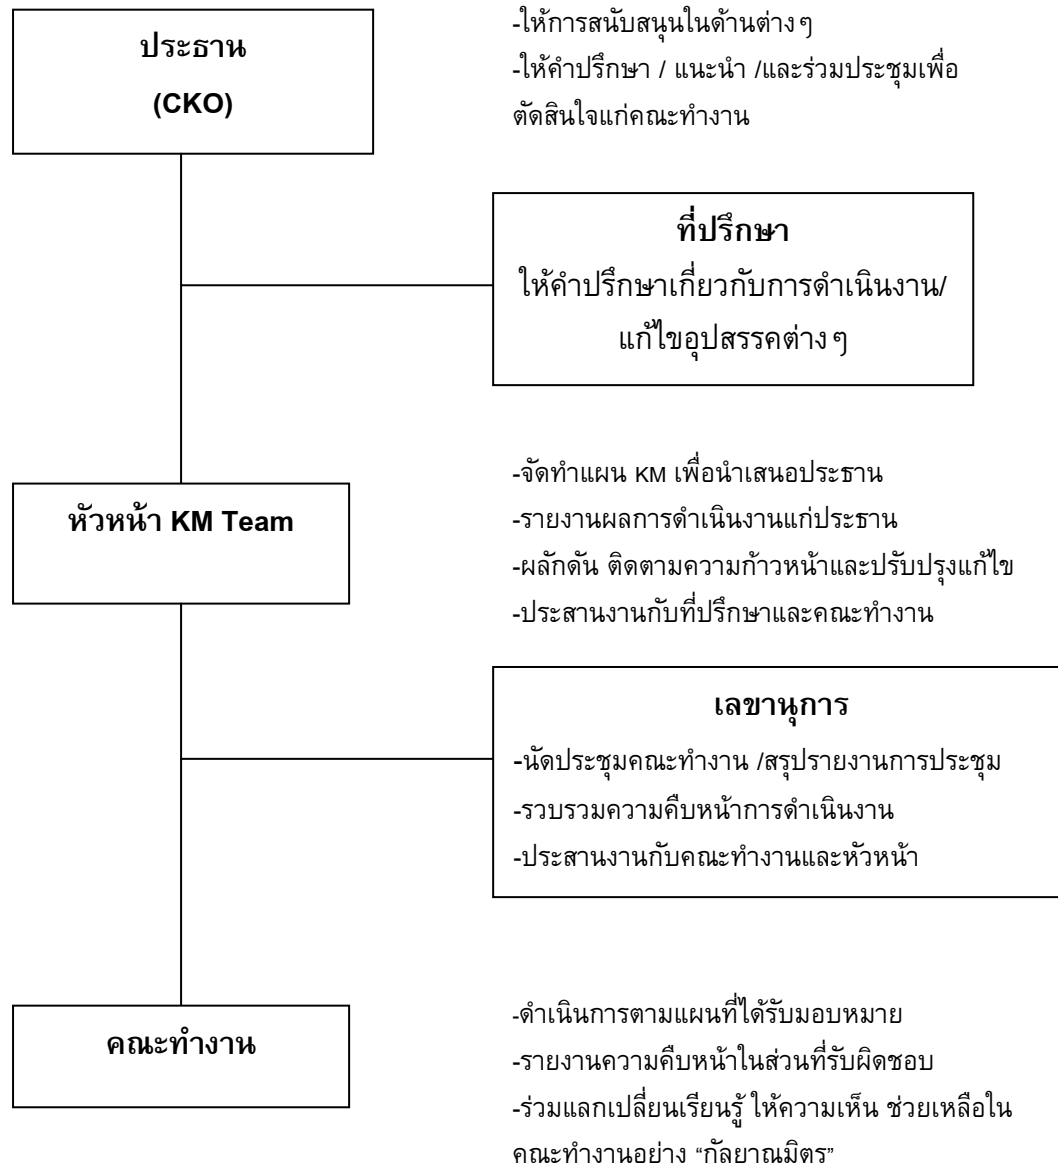 ประธาน
(CKO)
-ให้การสนับสนุนในด้านต่างๆ
-ให้คำปรึกษา / แนะนำ /และร่วมประชุมเพื่อ
ตัดสินใจแก่คณะทำงาน
ที่ปรึกษา
ให้คำปรึกษาเกี่ยวกับการดำเนินงาน/
แก้ไขอุปสรรคต่างๆ
หัวหน้า KM Team
-จัดทำแผน KM เพื่อนำเสนอประธาน
-รายงานผลการดำเนินงานแก่ประธาน
-ผลักดัน ติดตามความก้าวหน้าและปรับปรุงแก้ไข
-ประสานงานกับที่ปรึกษาและคณะทำงาน
เลขานุการ
-นัดประชุมคณะทำงาน /สรุปรายงานการประชุม
-รวบรวมความคืบหน้าการดำเนินงาน
-ประสานงานกับคณะทำงานและหัวหน้า
คณะทำงาน
-ดำเนินการตามแผนที่ได้รับมอบหมาย
-รายงานความคืบหน้าในส่วนที่รับผิดชอบ
-ร่วมแลกเปลี่ยนเรียนรู้ ให้ความเห็น ช่วยเหลือใน
คณะทำงานอย่าง “กัลยาณมิตร”